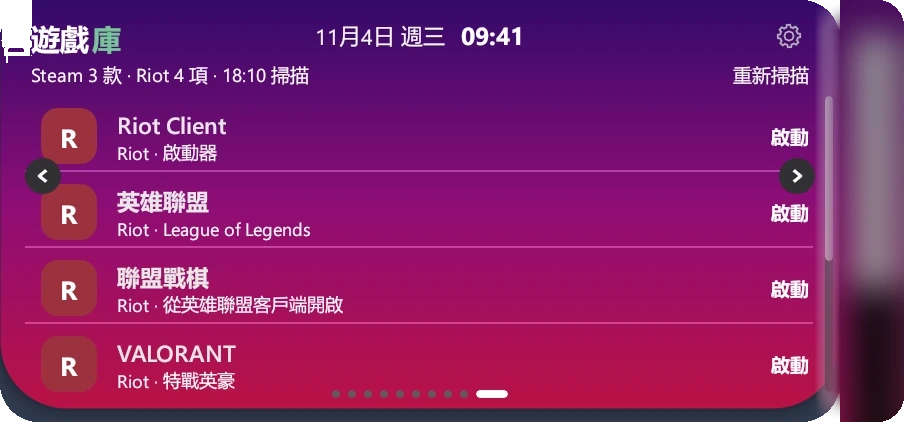 遊戲庫
11月4日 週三 09:41
Steam 3 款 · Riot 4 項 · 18:10 掃描
重新掃描
R
Riot Client
Riot · 啟動器
啟動
R
英雄聯盟
Riot · League of Legends
啟動
R
聯盟戰棋
Riot · 從英雄聯盟客戶端開啟
啟動
R
VALORANT
Riot · 特戰英豪
啟動